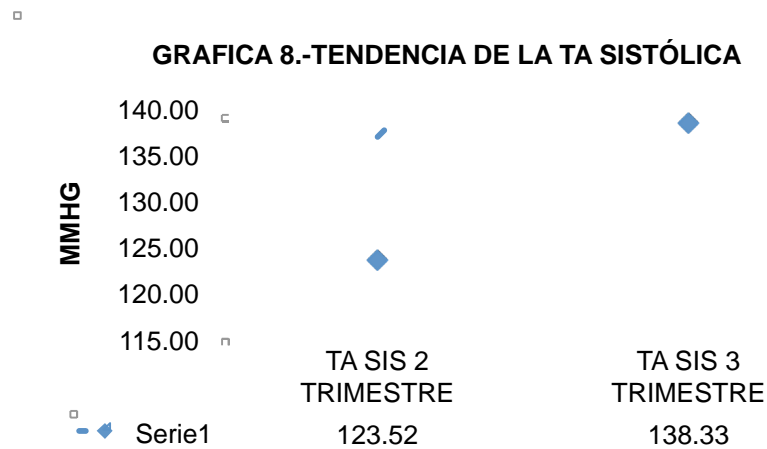 GRAFICA 8.-TENDENCIA DE LA TA SISTÓLICA
140.00
135.00
130.00
125.00
120.00
115.00
MMHG
TA SIS 2 TRIMESTRE
TA SIS 3 TRIMESTRE
Serie1 123.52 138.33